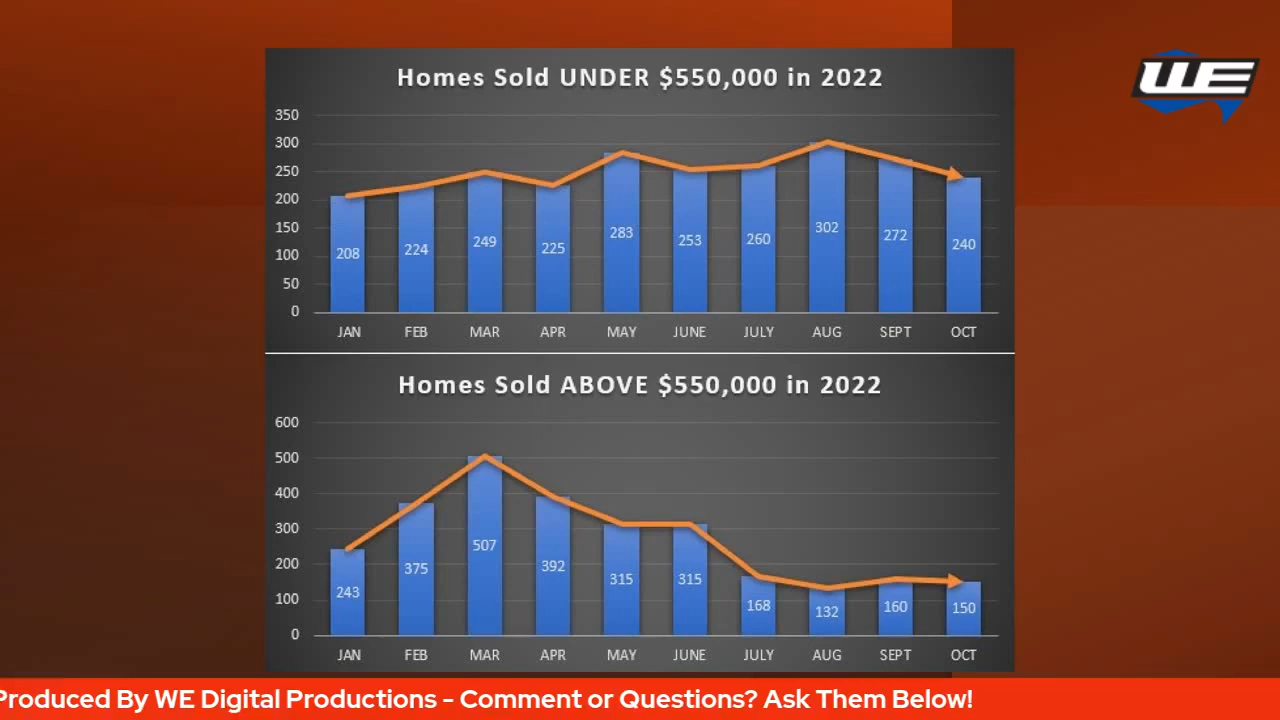 WE
Homes Sold UNDER $550,000 in 2022
350
300
250
200
150
100
50
0
208 224 249 225 283 253 260 302 272 240
JAN FEB MAR APR MAY JUNE JULY AUG SEPT OCT
Homes Sold ABOVE $550,000 in 2022
600
500
400
300
200
100
0
243 375 507 392 315 315 168 132 160 150
JAN FEB MAR APR MAY JUNE JULY AUG SEPT OCT
Produced By WE Digital Productions - Comment or Questions? Ask Them Below!